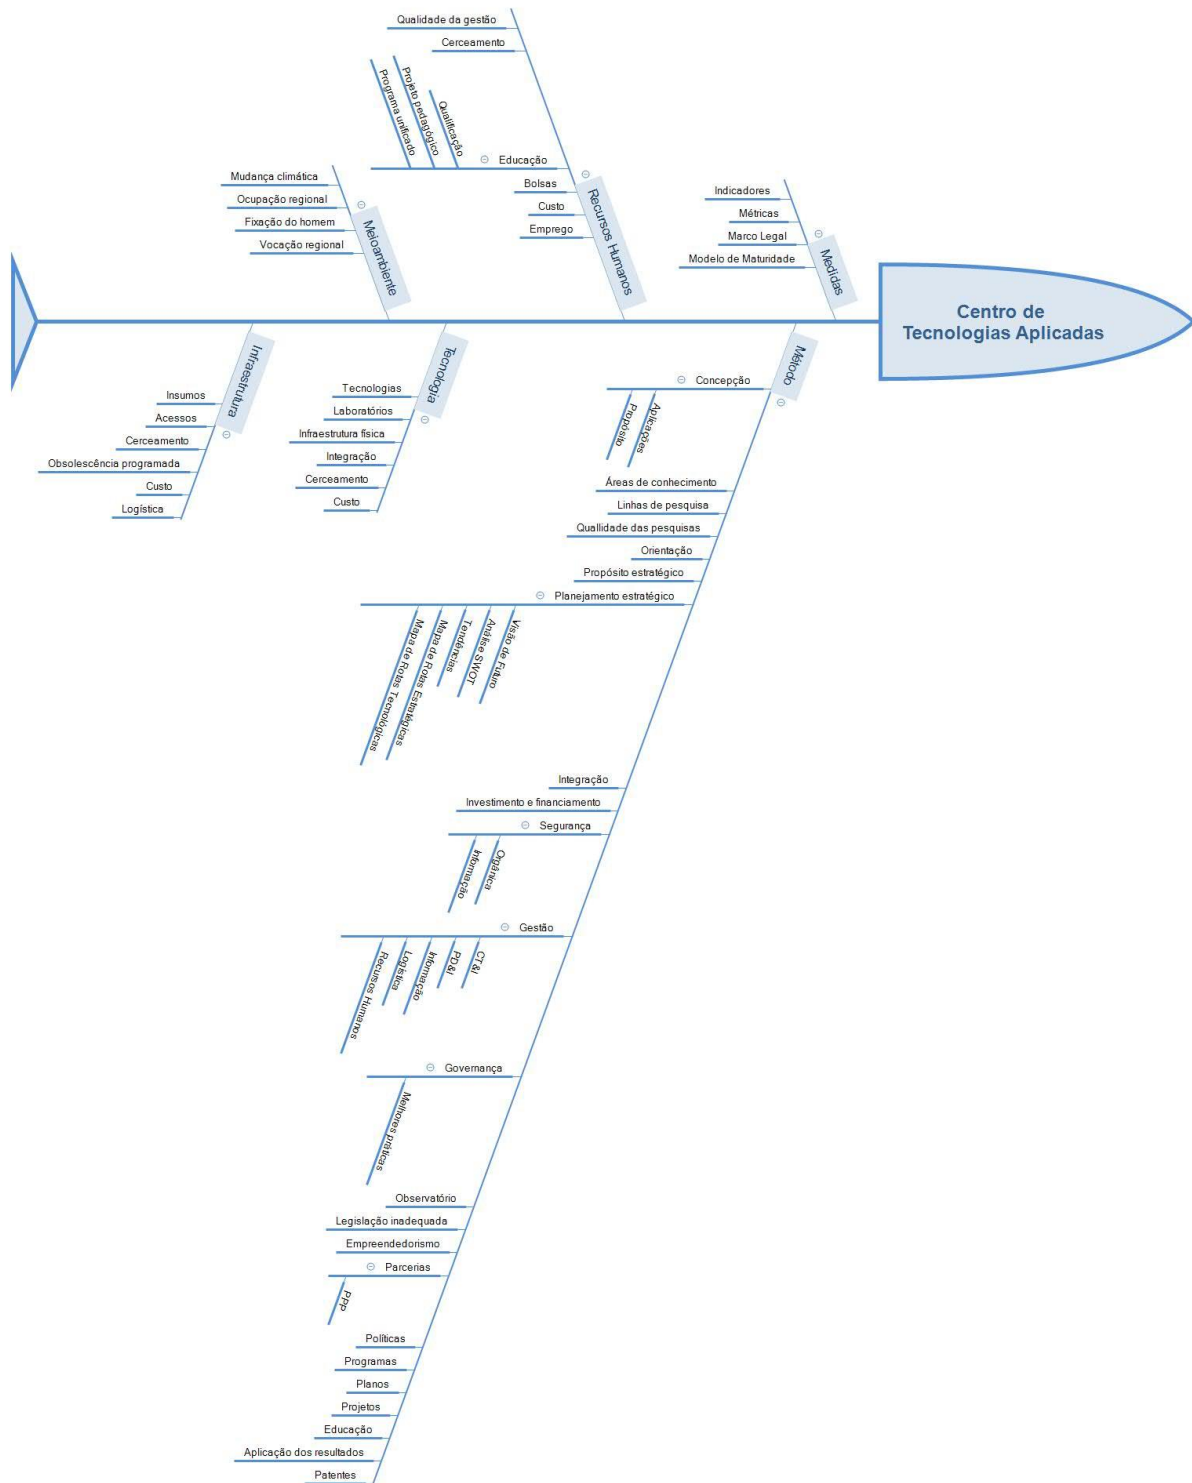 Qualidade da gestão
Cerceamento
Programa unificado
Projeto pedagógico
Qualificação
Educação
Bolsas
Custo
Emprego
Recursos Humanos
Mudança climática
Ocupação regional
Fixação do homem
Vocação regional
Meioambiente
Indicadores
Métricas
Marco Legal
Modelo de Maturidade
Medidas
Centro de
Tecnologias Aplicadas
Infraestrutura
Insumos
Acessos
Cerceamento
Obsolescência programada
Custo
Logística
Tecnologia
Tecnologias
Laboratórios
Infraestrutura física
Integração
Cerceamento
Custo
Método
Concepção
Propósito
Aplicações
Áreas de conhecimento
Linhas de pesquisa
Quallidade das pesquisas
Orientação
Propósito estratégico
Planejamento estratégico
Mapa de Rotas Tecnológicas
Mapa de Rotas Estratégicas
Tendências
Análise SWOT
Visão de Futuro
Integração
Investimento e financiamento
Segurança
Informação
Orgânica
Gestão
Recursos Humanos
Logística
Informação
PD&I
CT&I
Governança
Melhores práticas
Observatório
Legislação inadequada
Empreendedorismo
Parcerias
PPP
Políticas
Programas
Planos
Projetos
Educação
Aplicação dos resultados
Patentes